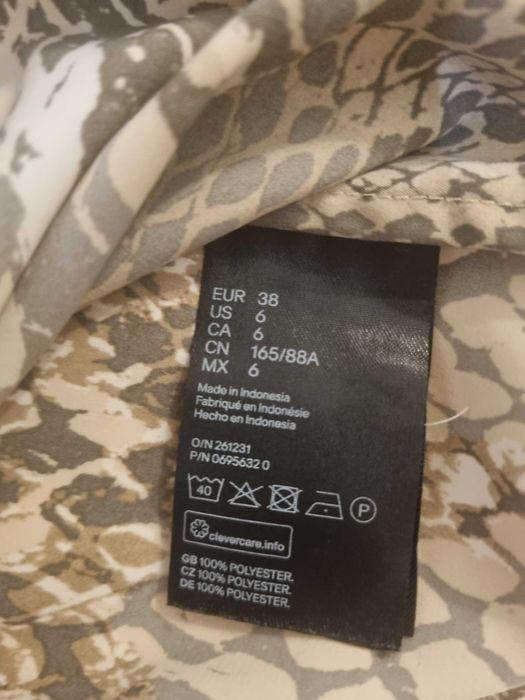 EUR 38
US 6
CA 6
CN 165/88A
MX 6
Made in Indonesia
Fabriqué en Indonésie
Hecho en Indonesia
O/N 261231
P/N 0695632 0
40 P
clevercare.info
GB 100% POLYESTER.
CZ 100% POLYESTER.
DE 100% POLYESTER.